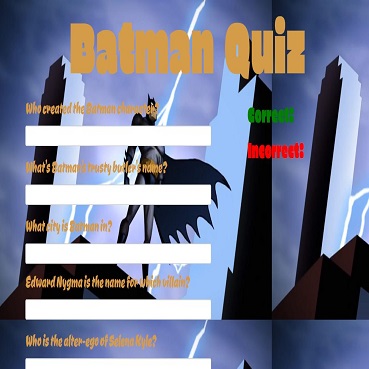 Batman Quiz
Who created the Batman character?
Correct:
Incorrect:
What's Batman's trusty butler's name?
What city is Batman in?
Edward Nygma is the name for which villain?
Who is the alter-ego of Selena Kyle?